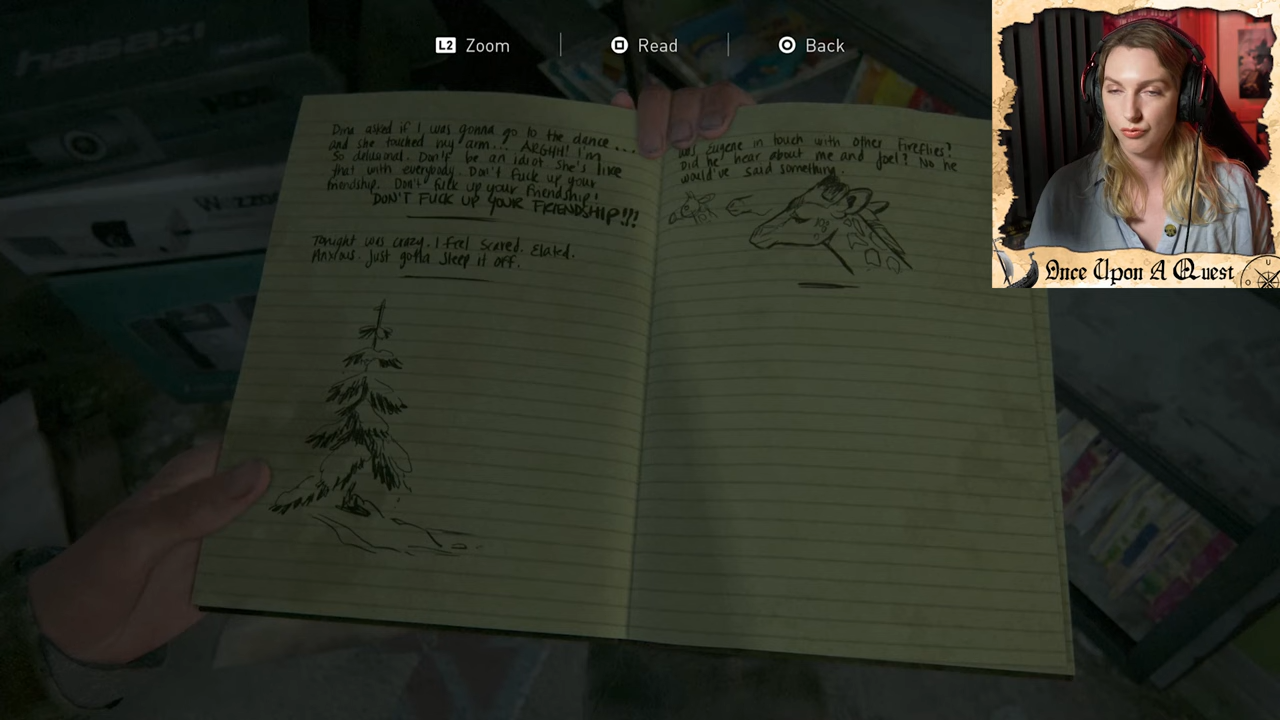 L2 Zoom
Read
Back
hasaxi
Dina asked if I was gonna go to the dance....
and she touched my arm... ARGHH! I'm
so delusional. Don't be an idiot. She's like
that with everybody. Don't fuck up your
friendship. Don't fuck up your friendship!
DON'T FUCK UP YOUR FRIENDSHIP!!!
Tonight was crazy. I feel scared. Elated.
Anxious. Just gotta sleep it off.
Was Eugene in touch with other Fireflies?
Did he hear about me and Joel? No he
would've said something.
Once Upon A Quest